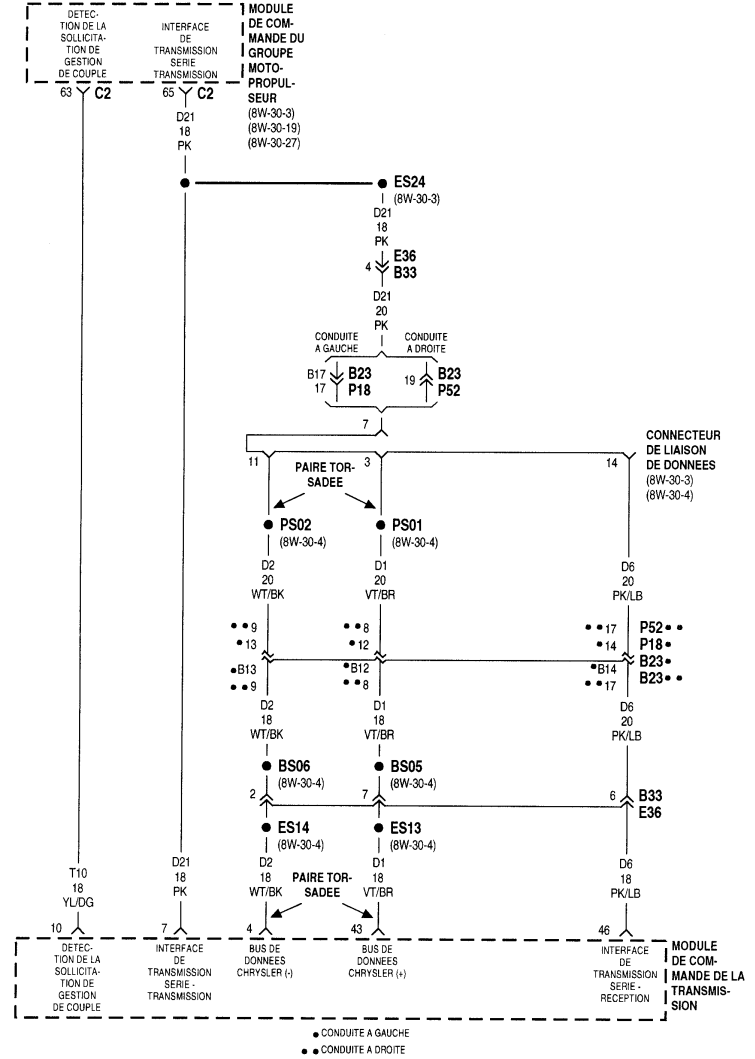 DETEC-
TION DE LA
SOLLICITA-
TION DE
GESTION
DE COUPLE
INTERFACE
DE
TRANSMISSION
SERIE
TRANSMISSION
MODULE
DE COM-
MANDE DU
GROUPE
MOTO-
PROPUL-
SEUR
(8W-30-3)
(8W-30-19)
(8W-30-27)
63 C2
65 C2
D21
18
PK
ES24
(8W-30-3)
D21
18
PK
4 E36
B33
D21
20
PK
CONDUITE
A GAUCHE
CONDUITE
A DROITE
B17 B23
17 P18
19 B23
P52
7
CONNECTEUR
DE LIAISON
DE DONNEES
(8W-30-3)
(8W-30-4)
11 3 14
PAIRE TOR-
SADEE
PS02
(8W-30-4)
PS01
(8W-30-4)
D2
20
WT/BK
D1
20
VT/BR
D6
20
PK/LB
••9 ••8 ••17 P52••
•13 •12 •14 P18•
•B13 •B12 •B14 B23•
••9 ••8 ••17 B23••
D2
18
WT/BK
D1
18
VT/BR
D6
20
PK/LB
BS06
(8W-30-4)
BS05
(8W-30-4)
2 7 6 B33
E36
ES14
(8W-30-4)
ES13
(8W-30-4)
T10
18
YL/DG
D21
18
PK
D2
18
WT/BK
PAIRE TOR-
SADEE
D1
18
VT/BR
D6
18
PK/LB
10 7 4 43 46
DETEC-
TION DE LA
SOLLICITA-
TION DE
GESTION
DE COUPLE
INTERFACE
DE
TRANSMISSION
SERIE -
TRANSMISSION
BUS DE
DONNEES
CHRYSLER (-)
BUS DE
DONNEES
CHRYSLER (+)
INTERFACE
DE
TRANSMISSION
SERIE -
RECEPTION
MODULE
DE COM-
MANDE DE LA
TRANSMIS-
SION
• CONDUITE A GAUCHE
•• CONDUITE A DROITE